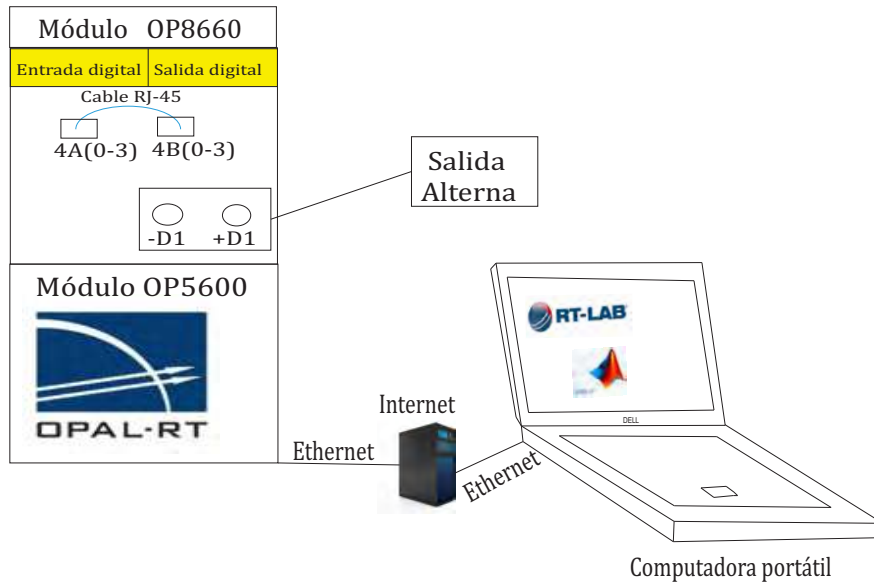 Módulo OP8660
Entrada digital
Salida digital
Cable RJ-45
4A(0-3)
4B(0-3)
-D1
+D1
Salida
Alterna
Módulo OP5600
OPAL-RT
Ethernet
Internet
Ethernet
RT-LAB
DELL
Computadora portátil